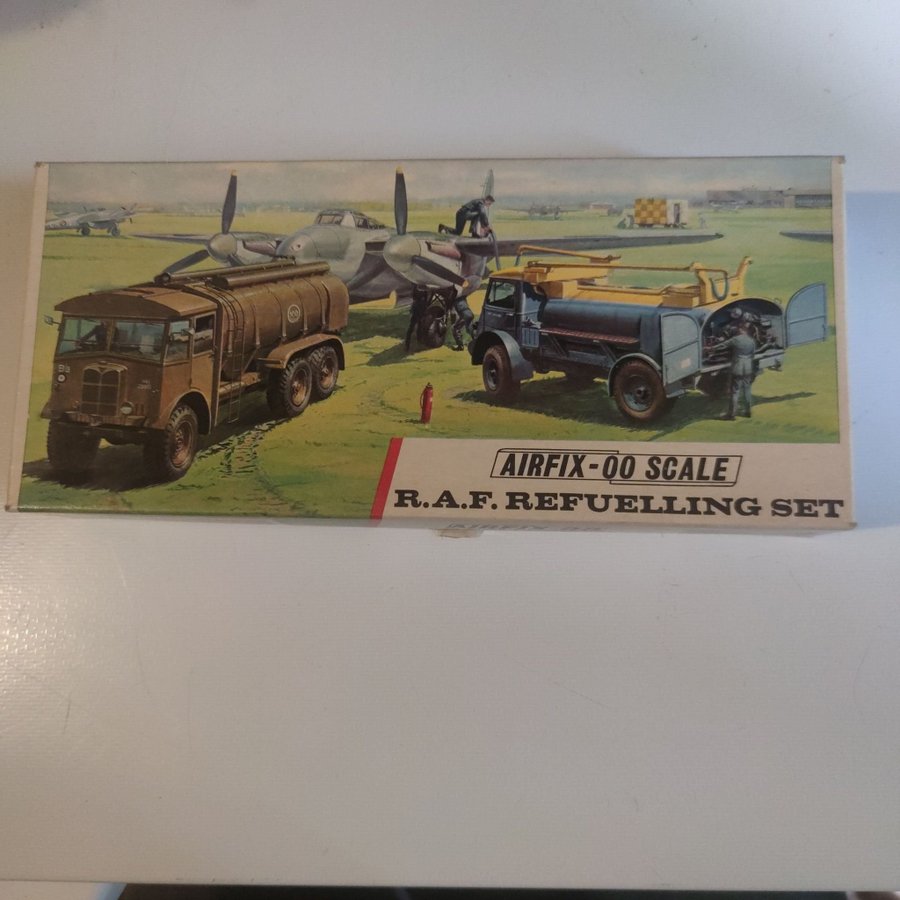 AIRFIX-00 SCALE
R.A.F. REFUELLING SET